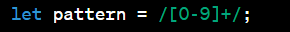 let pattern = /[0-9]+/;